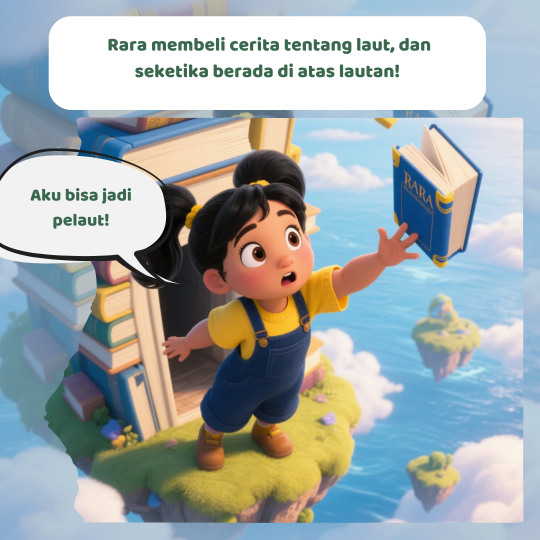 Rara membeli cerita tentang laut, dan
seketika berada di atas lautan!
Aku bisa jadi
pelaut!
RARA